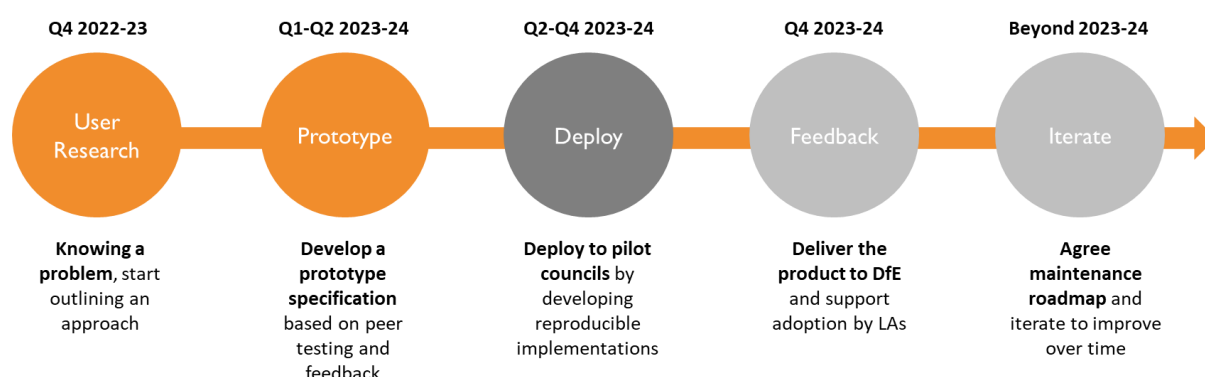 Q4 2022-23
Q1-Q2 2023-24
Q2-Q4 2023-24
Q4 2023-24
Beyond 2023-24
User
Research
Prototype
Deploy
Feedback
Iterate
Knowing a
problem, start
outlining an
approach
Develop a
prototype
specification
based on peer
testing and
feedback
Deploy to pilot
councils by
developing
reproducible
implementations
Deliver the
product to DfE
and support
adoption by LAs
Agree
maintenance
roadmap and
iterate to improve
over time